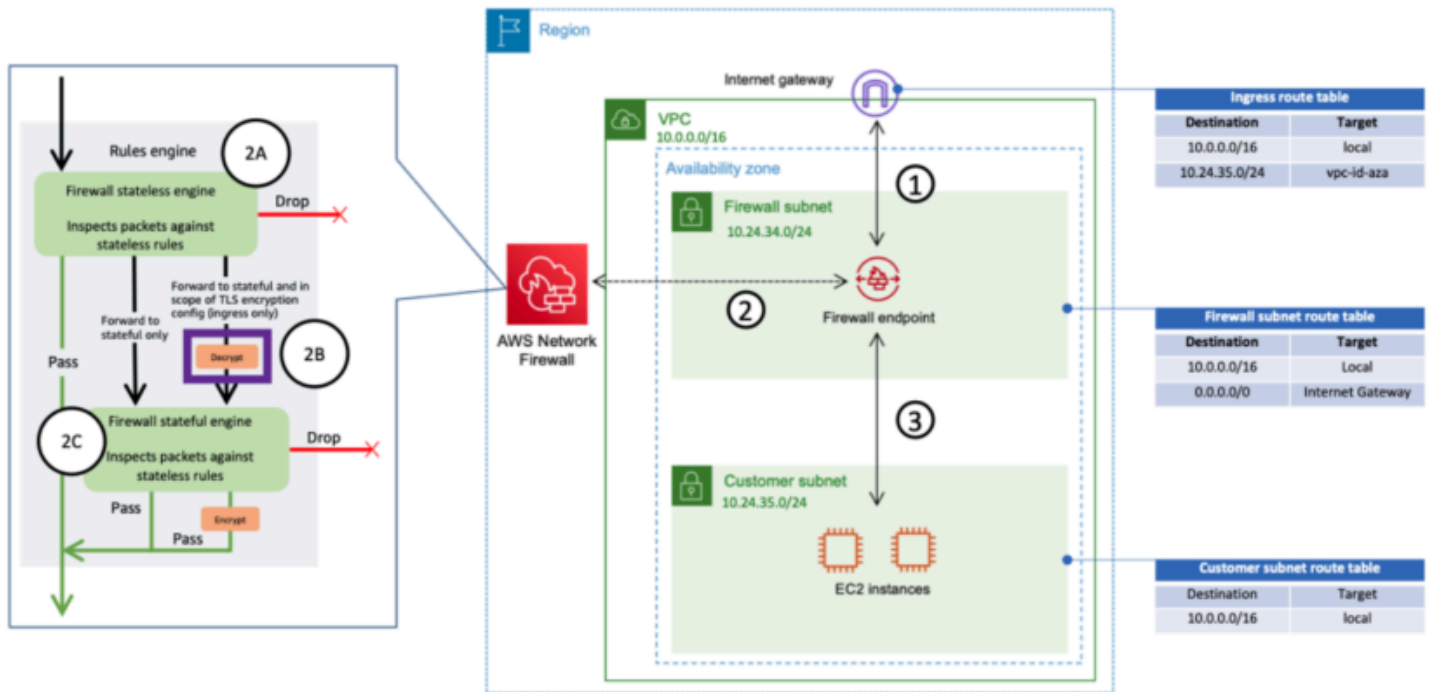 Rules engine
2A
Firewall stateless engine
Inspects packets against
stateless rules
Drop
Forward to stateful and in
scope of TLS encryption
config (ingress only)
Forward to
stateful only
Pass
Decrypt
2B
2C
Firewall stateful engine
Inspects packets against
stateless rules
Drop
Pass
Encrypt
Pass
Region
Internet gateway
VPC
10.0.0.0/16
Availability zone
1
Firewall subnet
10.24.34.0/24
AWS Network
Firewall
2
Firewall endpoint
3
Customer subnet
10.24.35.0/24
EC2 instances
Ingress route table
Destination Target
10.0.0.0/16 local
10.24.35.0/24 vpc-id-aza
Firewall subnet route table
Destination Target
10.0.0.0/16 Local
0.0.0.0/0 Internet Gateway
Customer subnet route table
Destination Target
10.0.0.0/16 local